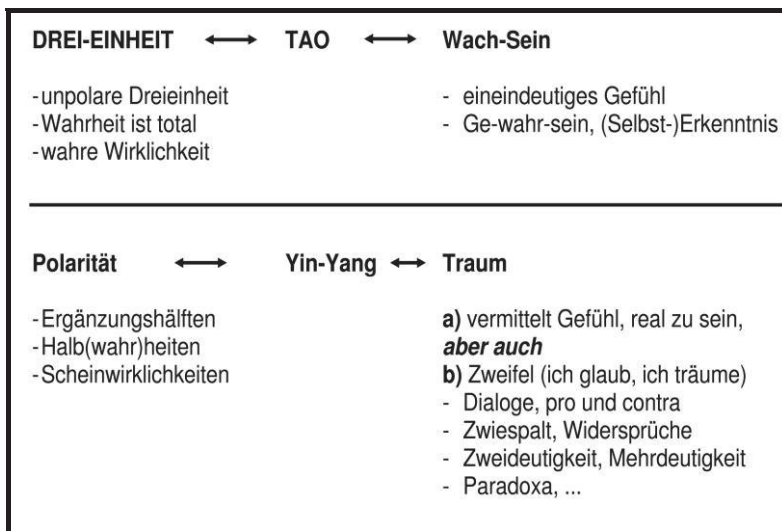 DREI-EINHEIT ⟷ TAO ⟷ Wach-Sein
-unpolare Dreieinheit - eineindeutiges Gefühl
-Wahrheit ist total - Ge-wahr-sein, (Selbst-)Erkenntnis
-wahre Wirklichkeit
Polarität ⟷ Yin-Yang ⟷ Traum
-Ergänzungshälften a) vermittelt Gefühl, real zu sein,
-Halb(wahr)heiten aber auch
-Scheinwirklichkeiten b) Zweifel (ich glaub, ich träume)
- Dialoge, pro und contra
- Zwiespalt, Widersprüche
- Zweideutigkeit, Mehrdeutigkeit
- Paradoxa, ...